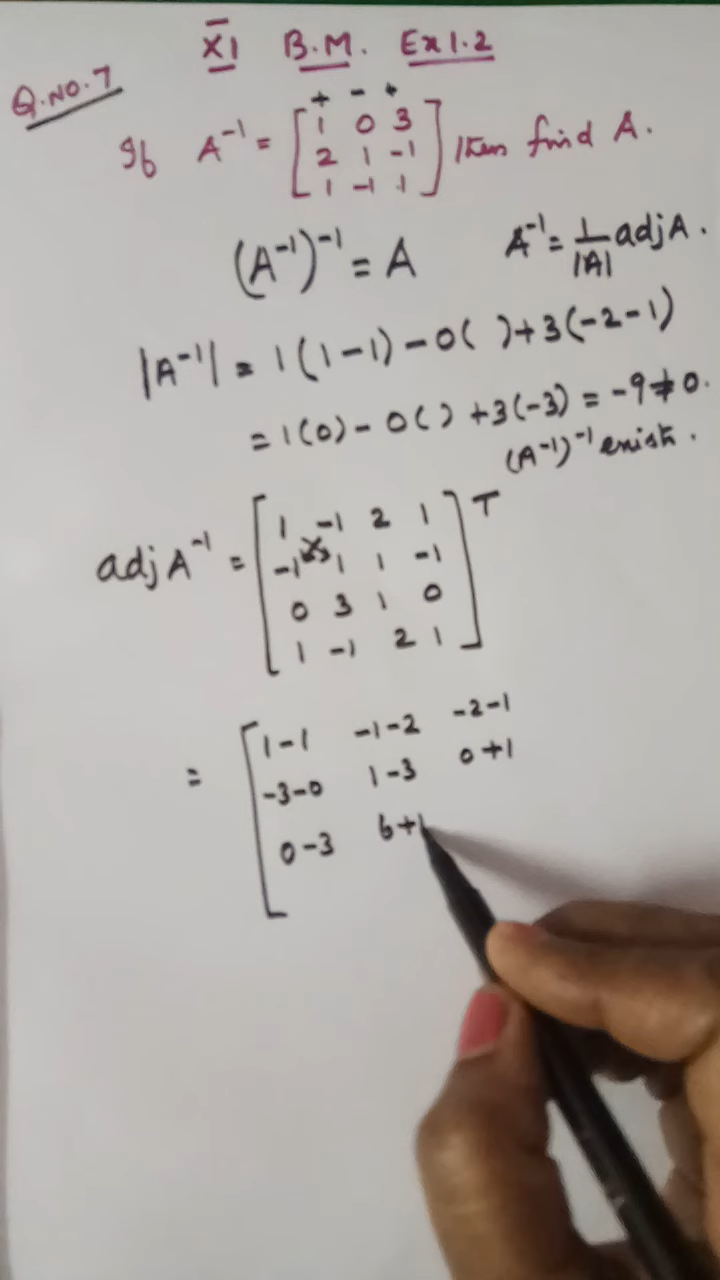 XI B.M. Ex 1.2
Q.NO.7
+ - +
If A⁻¹ = [1 0 3
2 1 -1
1 -1 1] then find A.
(A⁻¹)⁻¹ = A A⁻¹ = 1/|A| adj A.
|A⁻¹| = 1(1-1) - 0( ) + 3(-2-1)
= 1(0) - 0( ) + 3(-3) = -9 ≠ 0.
(A⁻¹)⁻¹ exists.
adj A⁻¹ = [1 -1 2 1
-1 1 1 -1
0 3 1 0
1 -1 2 1]ᵀ
= [1-1 -1-2 -2-1
-3-0 1-3 0+1
0-3 6+1